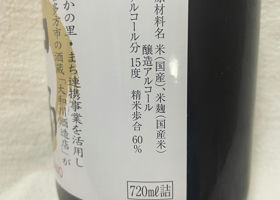 原材料名 米(国産)、米麹(国産米)
醸造アルコール
アルコール分 15度 精米歩合 60%
かの里・まち連携事業を活用し
多方市の酒蔵「大和川酒造店」が
720ml詰